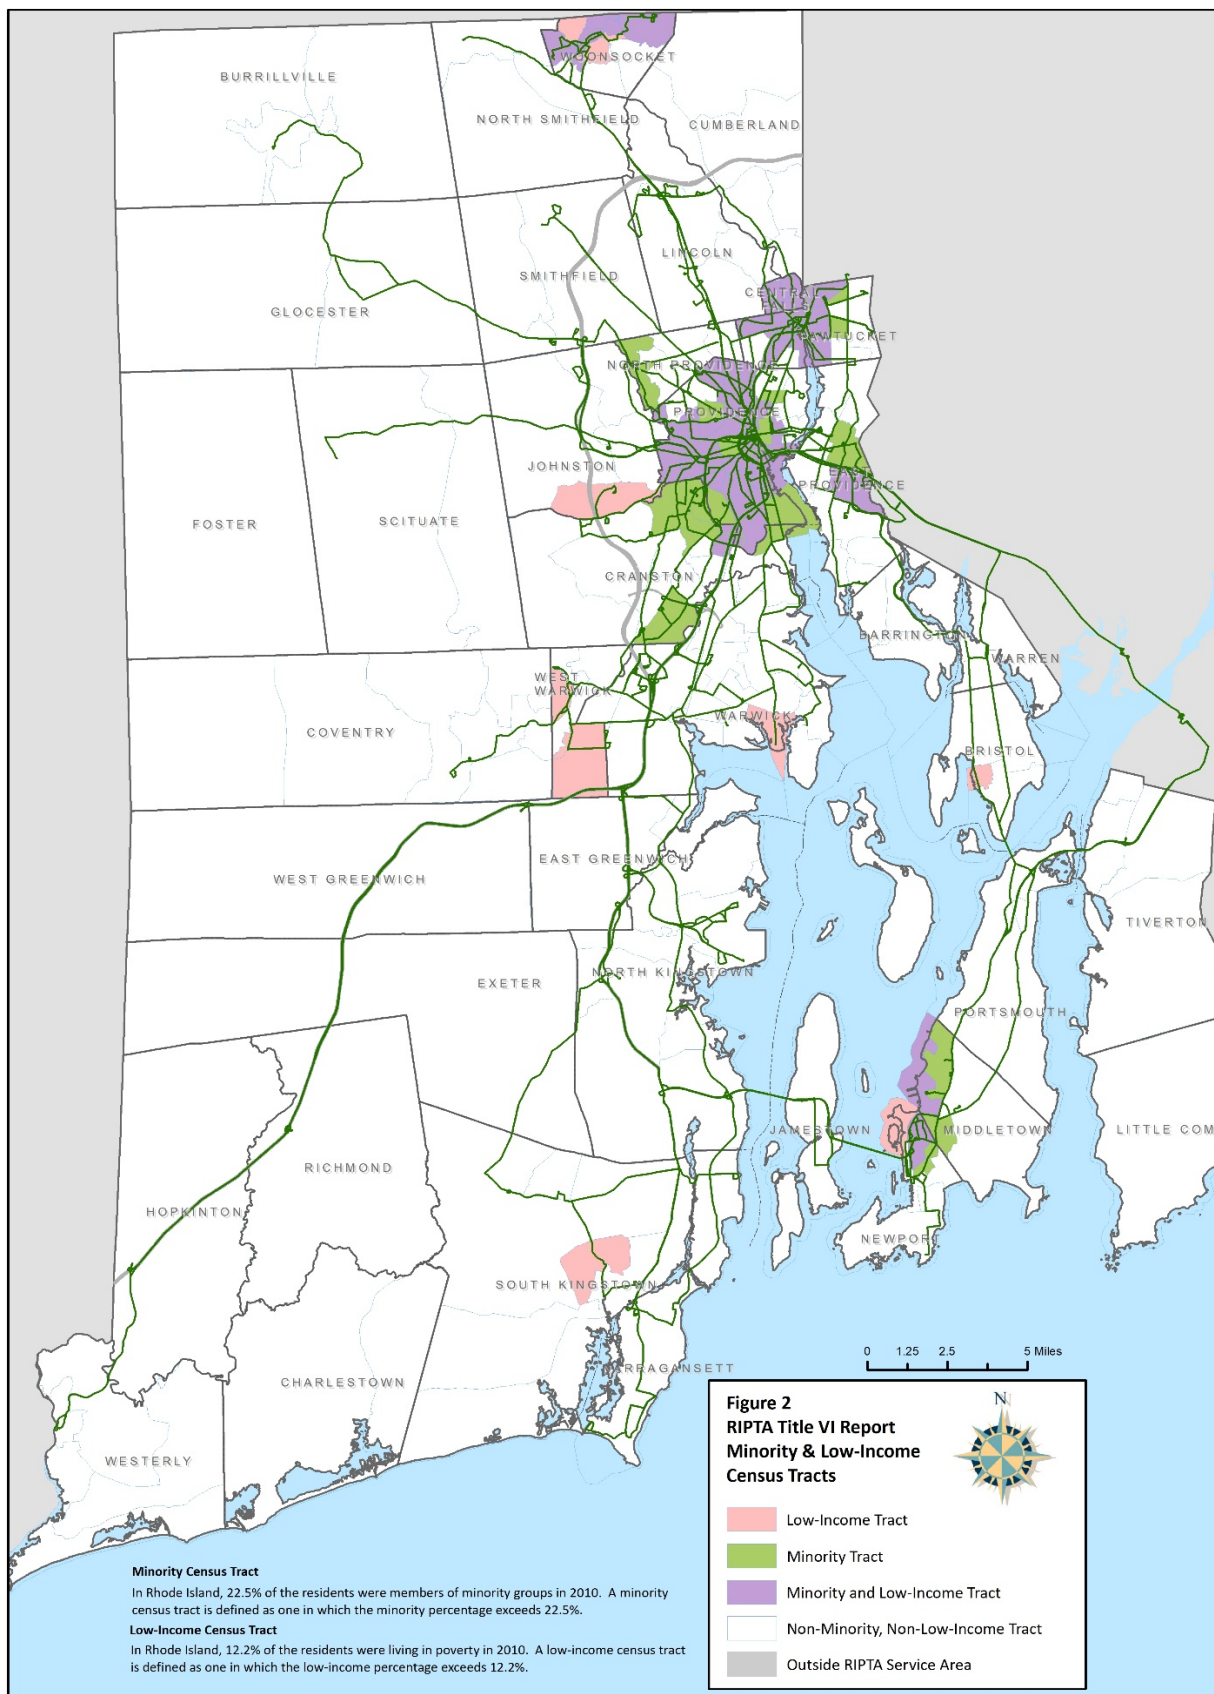 BURRILLVILLE
WOONSOCKET
NORTH SMITHFIELD
CUMBERLAND
LINCOLN
SMITHFIELD
CENTRAL
FALLS
GLOCESTER
PAWTUCKET
NORTH PROVIDENCE
PROVIDENCE
JOHNSTON
EAST
PROVIDENCE
FOSTER
SCITUATE
CRANSTON
BARRINGTON
WARREN
WEST
WARWICK
WARWICK
COVENTRY
BRISTOL
EAST GREENWICH
WEST GREENWICH
TIVERTON
NORTH KINGSTOWN
EXETER
PORTSMOUTH
JAMESTOWN
MIDDLETOWN
LITTLE COM
RICHMOND
HOPKINTON
NEWPORT
SOUTH KINGSTOWN
NARRAGANSETT
CHARLESTOWN
WESTERLY
0 1.25 2.5 5 Miles
N
Figure 2
RIPTA Title VI Report
Minority & Low-Income
Census Tracts
Low-Income Tract
Minority Tract
Minority and Low-Income Tract
Non-Minority, Non-Low-Income Tract
Outside RIPTA Service Area
Minority Census Tract
In Rhode Island, 22.5% of the residents were members of minority groups in 2010. A minority
census tract is defined as one in which the minority percentage exceeds 22.5%.
Low-Income Census Tract
In Rhode Island, 12.2% of the residents were living in poverty in 2010. A low-income census tract
is defined as one in which the low-income percentage exceeds 12.2%.